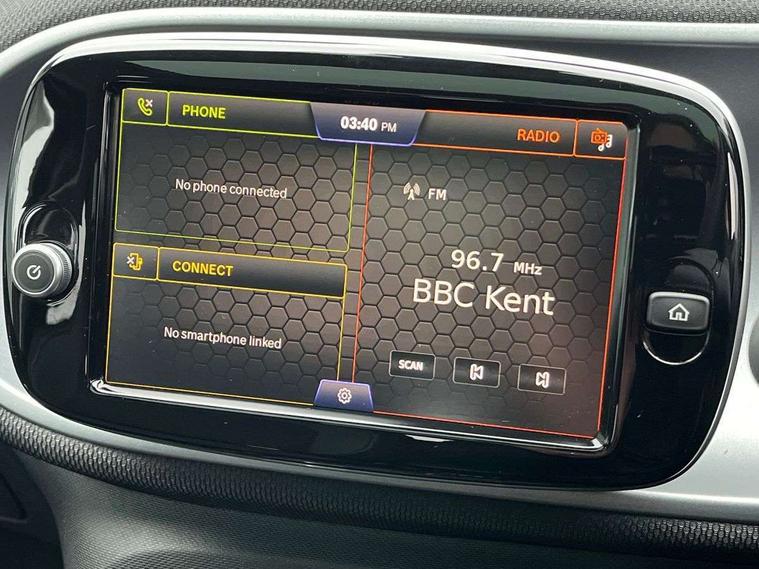 PHONE
03:40 PM
RADIO
No phone connected
FM
CONNECT
96.7 MHz
BBC Kent
No smartphone linked
SCAN